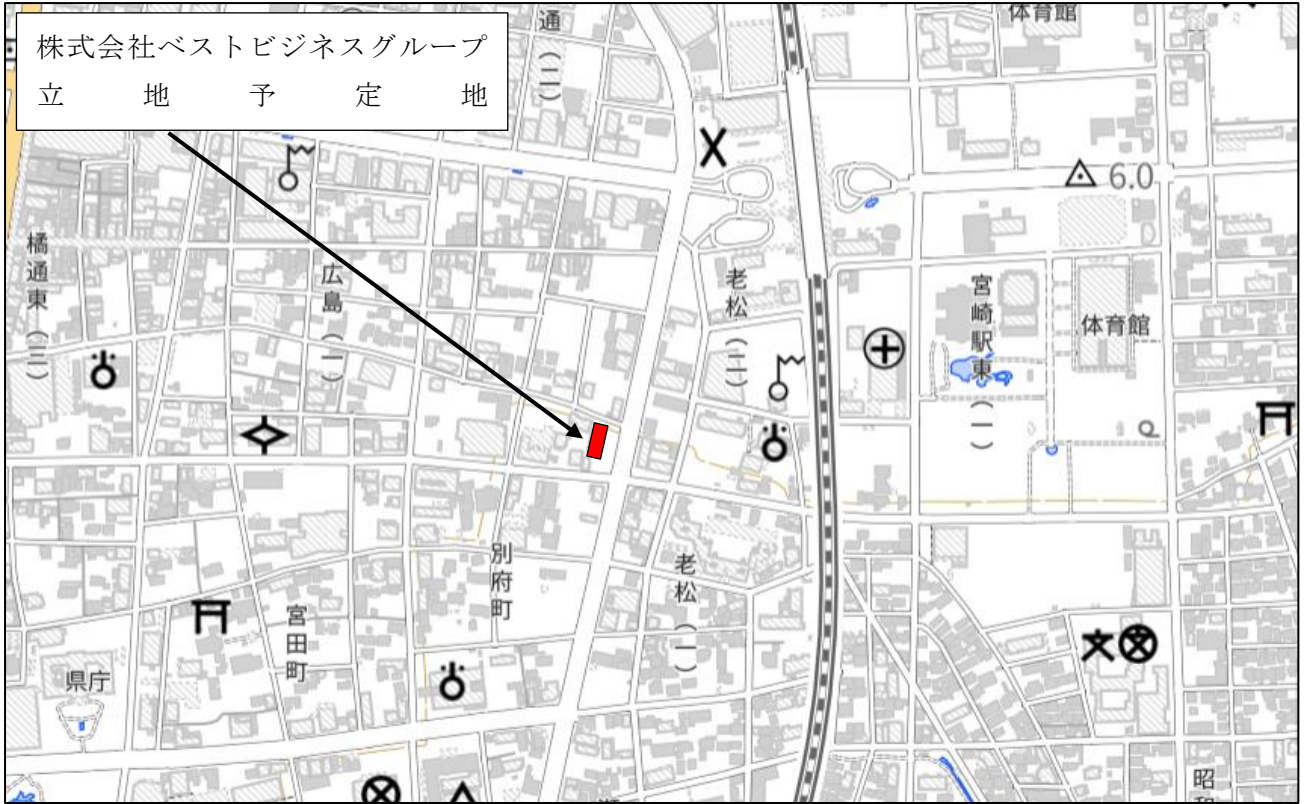 株式会社ベストビジネスグループ
立地予定地
通(二)
体育館
6.0
橘通東(三)
広島(一)
老松(二)
宮崎駅東(一)
体育館
別府町
老松(一)
宮田町
県庁
昭和